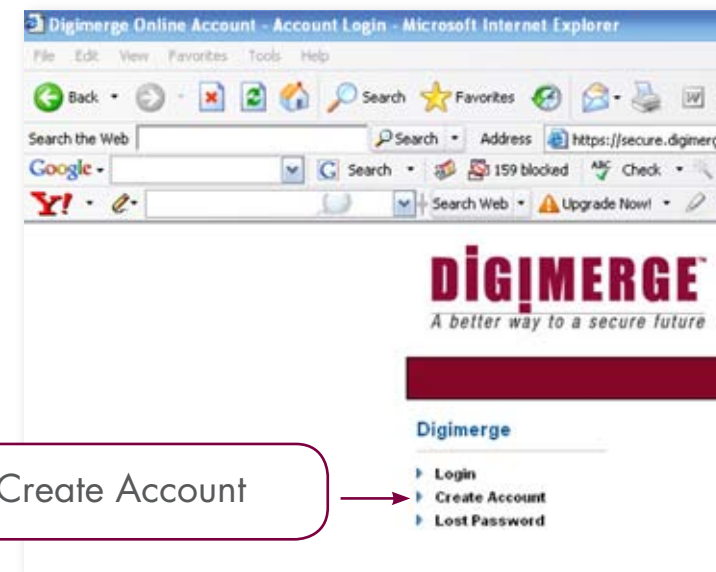 Digimerge Online Account - Account Login - Microsoft Internet Explorer
File Edit View Favorites Tools Help
Back Search Favorites W
Search the Web Search Address https://secure.digimerg
Google G Search 159 blocked ABC Check
Y! Search Web Upgrade Now!
DIGIMERGE™
A better way to a secure future
Digimerge
Login
Create Account Create Account
Lost Password